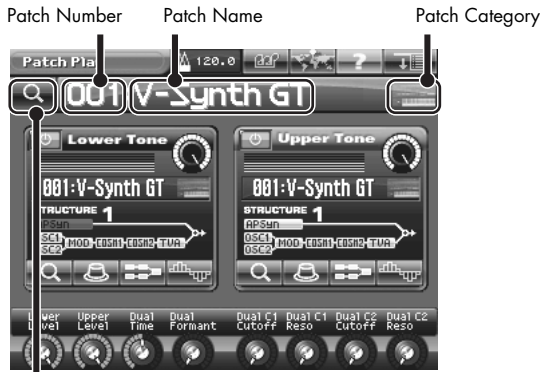 Patch Number Patch Name Patch Category
Patch Play 120.0 ?
001 V-Synth GT
Lower Tone Upper Tone
001:V-Synth GT 001:V-Synth GT
STRUCTURE 1 STRUCTURE 1
APSyn APSyn
OSC1 OSC2 MOD COSM1 COSM2 TVA OSC1 OSC2 MOD COSM1 COSM2 TVA
Lower Upper Dual Dual Dual C1 Dual C1 Dual C2 Dual C2
Level Level Time Formant Cutoff Reso Cutoff Reso